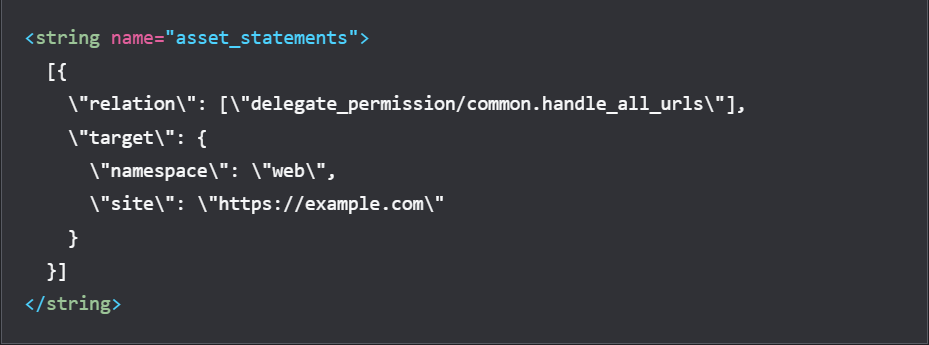 <string name="asset_statements">
  [{
    \"relation\": [\"delegate_permission/common.handle_all_urls\"],
    \"target\": {
      \"namespace\": \"web\",
      \"site\": \"https://example.com\"
    }
  }]
</string>